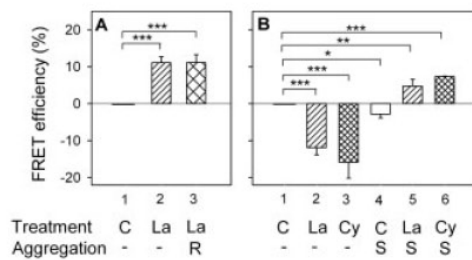 A
B
***
***
***
**
*
***
***
FRET efficiency (%)
20
10
0
-10
-20
1 2 3 1 2 3 4 5 6
Treatment C La La C La Cy C La Cy
Aggregation - - R - - - S S S